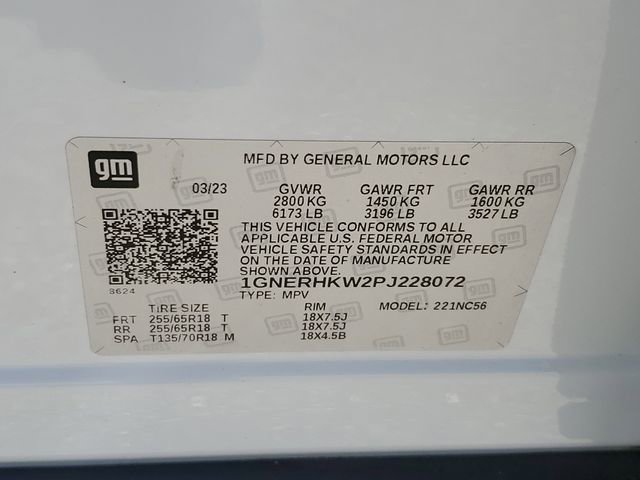 gm
MFD BY GENERAL MOTORS LLC
03/23 GVWR GAWR FRT GAWR RR
2800 KG 1450 KG 1600 KG
6173 LB 3196 LB 3527 LB
THIS VEHICLE CONFORMS TO ALL
APPLICABLE U.S. FEDERAL MOTOR
VEHICLE SAFETY STANDARDS IN EFFECT
ON THE DATE OF MANUFACTURE
SHOWN ABOVE.
3624
1GNERHKW2PJ228072
TYPE: MPV MODEL: 221NC56
TIRE SIZE RIM
FRT 255/65R18 T 18X7.5J
RR 255/65R18 T 18X7.5J
SPA T135/70R18 M 18X4.5B